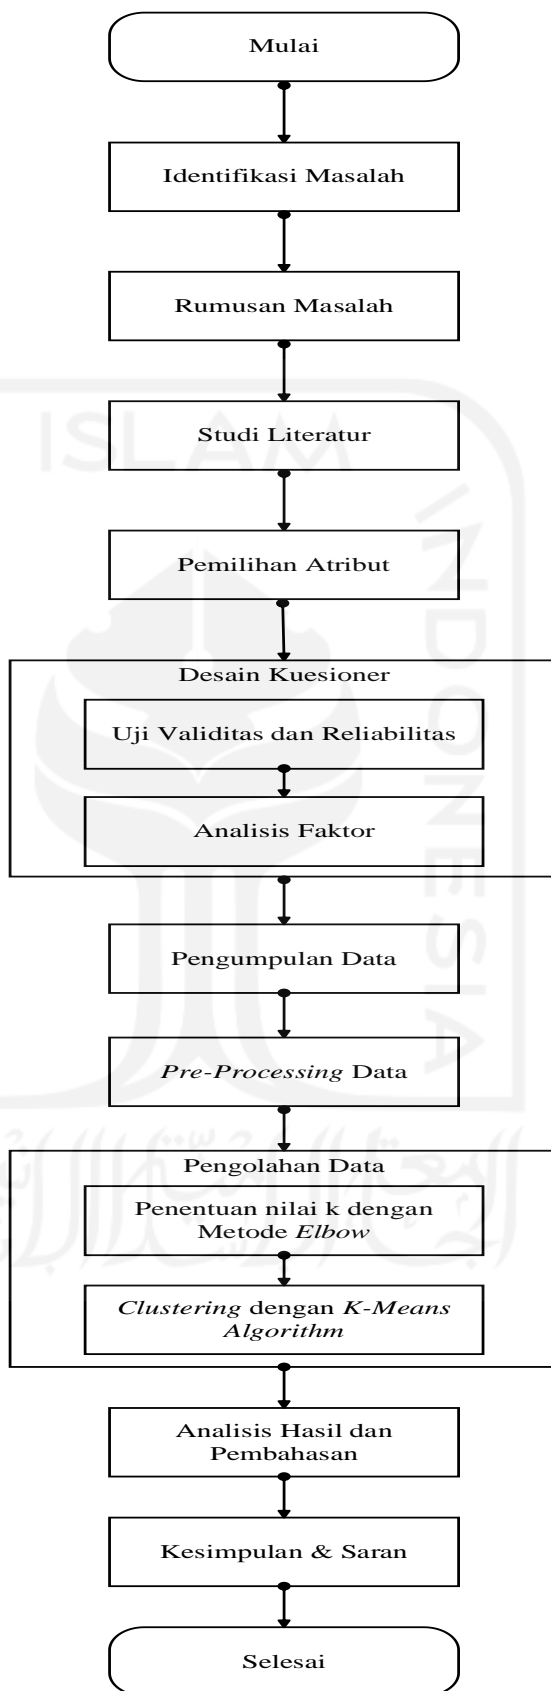 Mulai
Identifikasi Masalah
Rumusan Masalah
Studi Literatur
ISLAM
INDONESIA
Pemilihan Atribut
Desain Kuesioner
Uji Validitas dan Reliabilitas
Analisis Faktor
Pengumpulan Data
Pre-Processing Data
Pengolahan Data
Penentuan nilai k dengan
Metode Elbow
Clustering dengan K-Means
Algorithm
Analisis Hasil dan
Pembahasan
Kesimpulan & Saran
Selesai